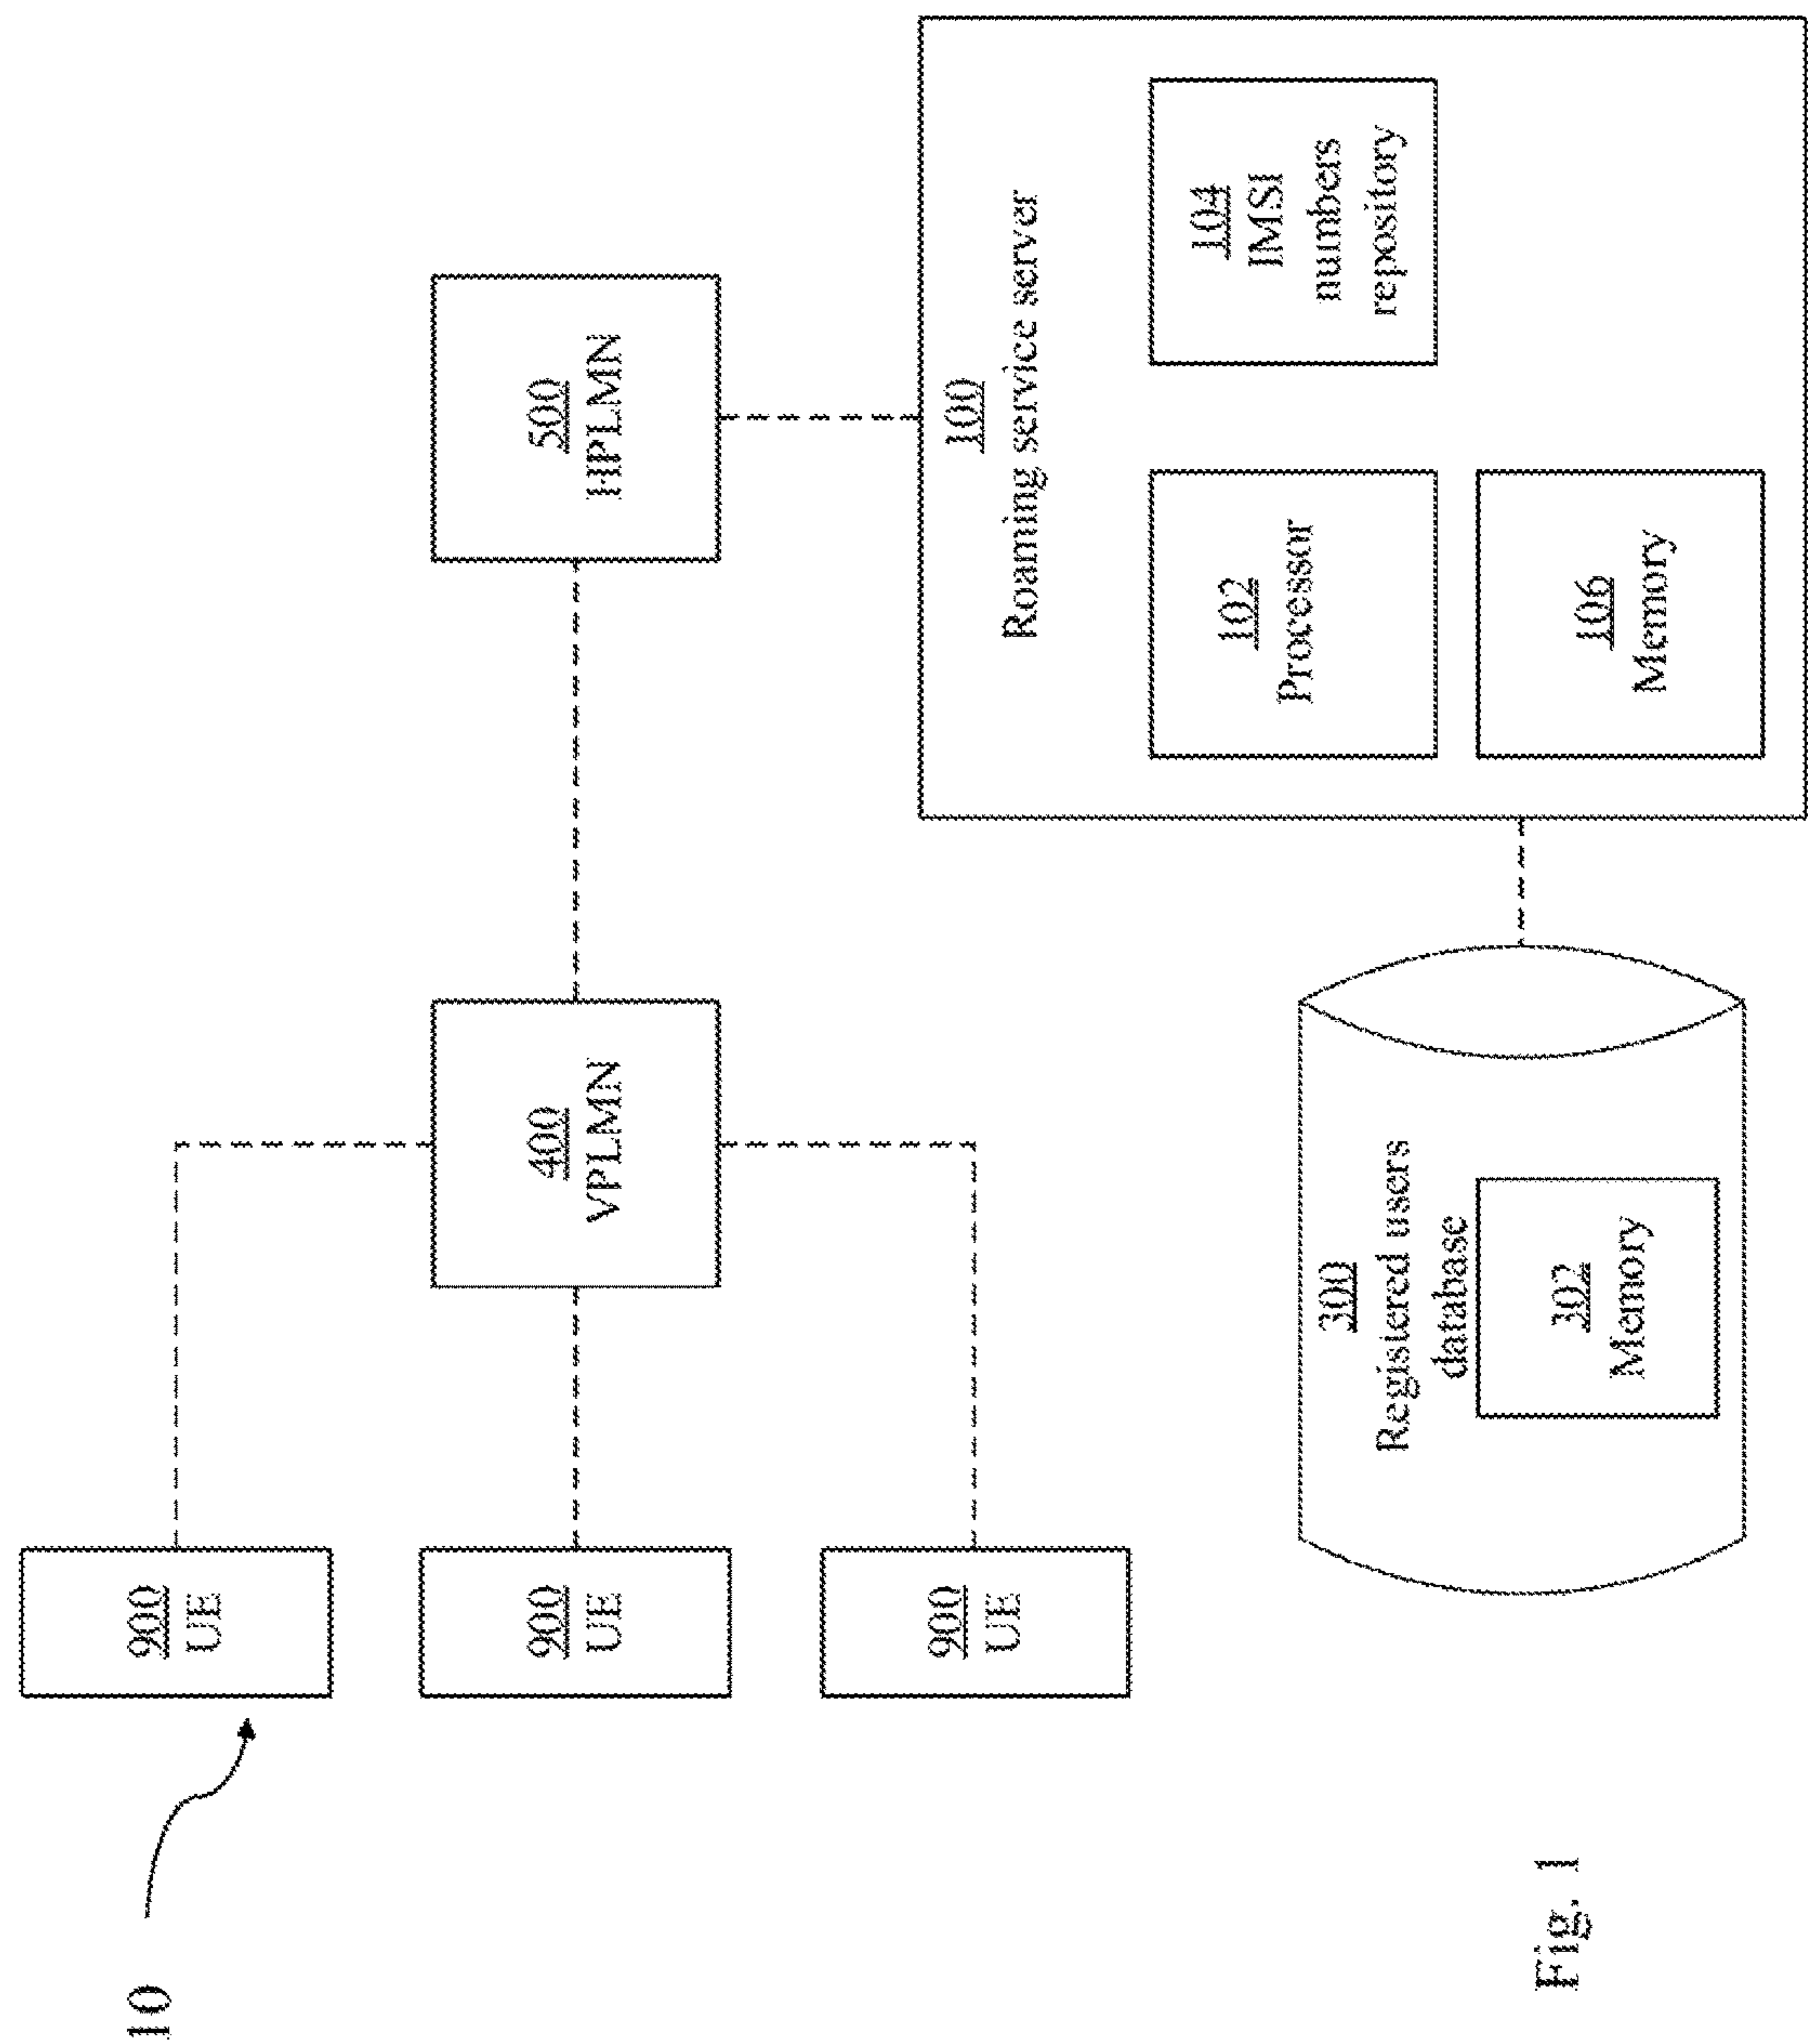 10
900
UE
900
UE
900
UE
400
VPLMN
500
HPLMN
100
Roaming service server
102
Processor
104
IMSI
numbers
repository
106
Memory
300
Registered users
database
302
Memory
Fig. 1